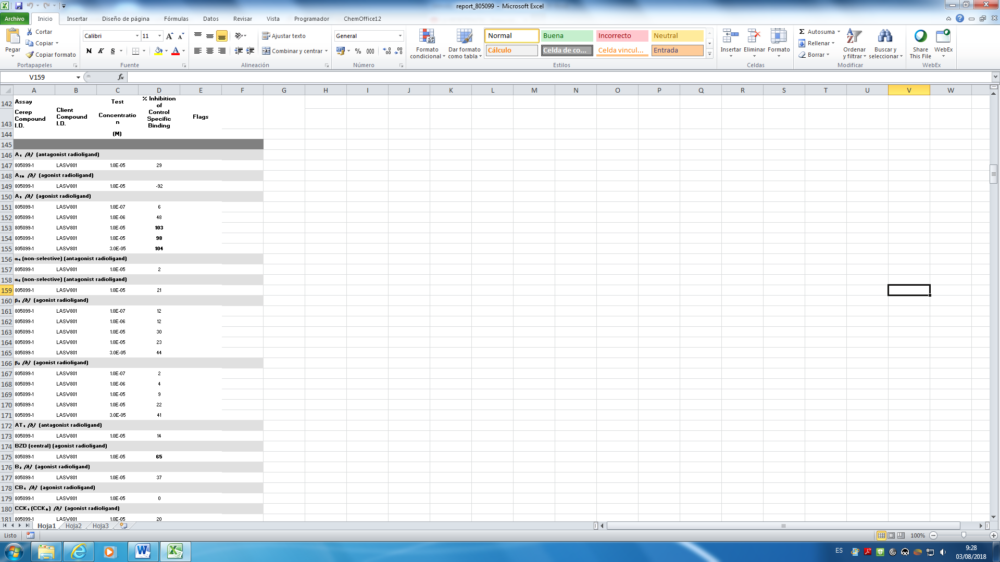 report_805099 - Microsoft Excel
Archivo Inicio Insertar Diseño de página Fórmulas Datos Revisar Vista Programador ChemOffice12
Pegar
Cortar
Copiar
Copiar formato
Portapapeles
Calibri 11
N K S
Fuente
Ajustar texto
Combinar y centrar
Alineación
General
% 000
Número
Formato condicional
Dar formato como tabla
Normal Buena Incorrecto Neutral
Cálculo Celda de co... Celda vincul... Entrada
Estilos
Insertar Eliminar Formato
Celdas
Autosuma
Rellenar
Borrar
Ordenar y filtrar
Buscar y seleccionar
Modificar
Share This File
WebEx
WebEx
V159 fx
A B C D E F G H I J K L M N O P Q R S T U V W
142 Assay Test % Inhibition of
143 Cerep Compound I.D. Client Compound I.D. Concentration Control Specific Binding Flags
144 (M)
145
146 A₁ (h) (antagonist radioligand)
147 805099-1 LASW801 1.0E-05 29
148 A₂ₐ (h) (agonist radioligand)
149 805099-1 LASW801 1.0E-05 -92
150 A₃ (h) (agonist radioligand)
151 805099-1 LASW801 1.0E-07 6
152 805099-1 LASW801 1.0E-06 48
153 805099-1 LASW801 1.0E-05 103
154 805099-1 LASW801 1.0E-05 98
155 805099-1 LASW801 3.0E-05 104
156 α₁ (non-selective) (antagonist radioligand)
157 805099-1 LASW801 1.0E-05 2
158 α₂ (non-selective) (antagonist radioligand)
159 805099-1 LASW801 1.0E-05 21
160 β₁ (h) (agonist radioligand)
161 805099-1 LASW801 1.0E-07 12
162 805099-1 LASW801 1.0E-06 12
163 805099-1 LASW801 1.0E-05 30
164 805099-1 LASW801 1.0E-05 23
165 805099-1 LASW801 3.0E-05 44
166 β₂ (h) (agonist radioligand)
167 805099-1 LASW801 1.0E-07 2
168 805099-1 LASW801 1.0E-06 4
169 805099-1 LASW801 1.0E-05 9
170 805099-1 LASW801 1.0E-05 22
171 805099-1 LASW801 3.0E-05 41
172 AT₁ (h) (antagonist radioligand)
173 805099-1 LASW801 1.0E-05 14
174 BZD (central) (agonist radioligand)
175 805099-1 LASW801 1.0E-05 65
176 B₂ (h) (agonist radioligand)
177 805099-1 LASW801 1.0E-05 37
178 CB₁ (h) (agonist radioligand)
179 805099-1 LASW801 1.0E-05 0
180 CCK₁ (CCKₐ) (h) (agonist radioligand)
181 805099-1 LASW801 1.0E-05 20
Hoja1 Hoja2 Hoja3
Listo 100%
ES 9:28
03/08/2018